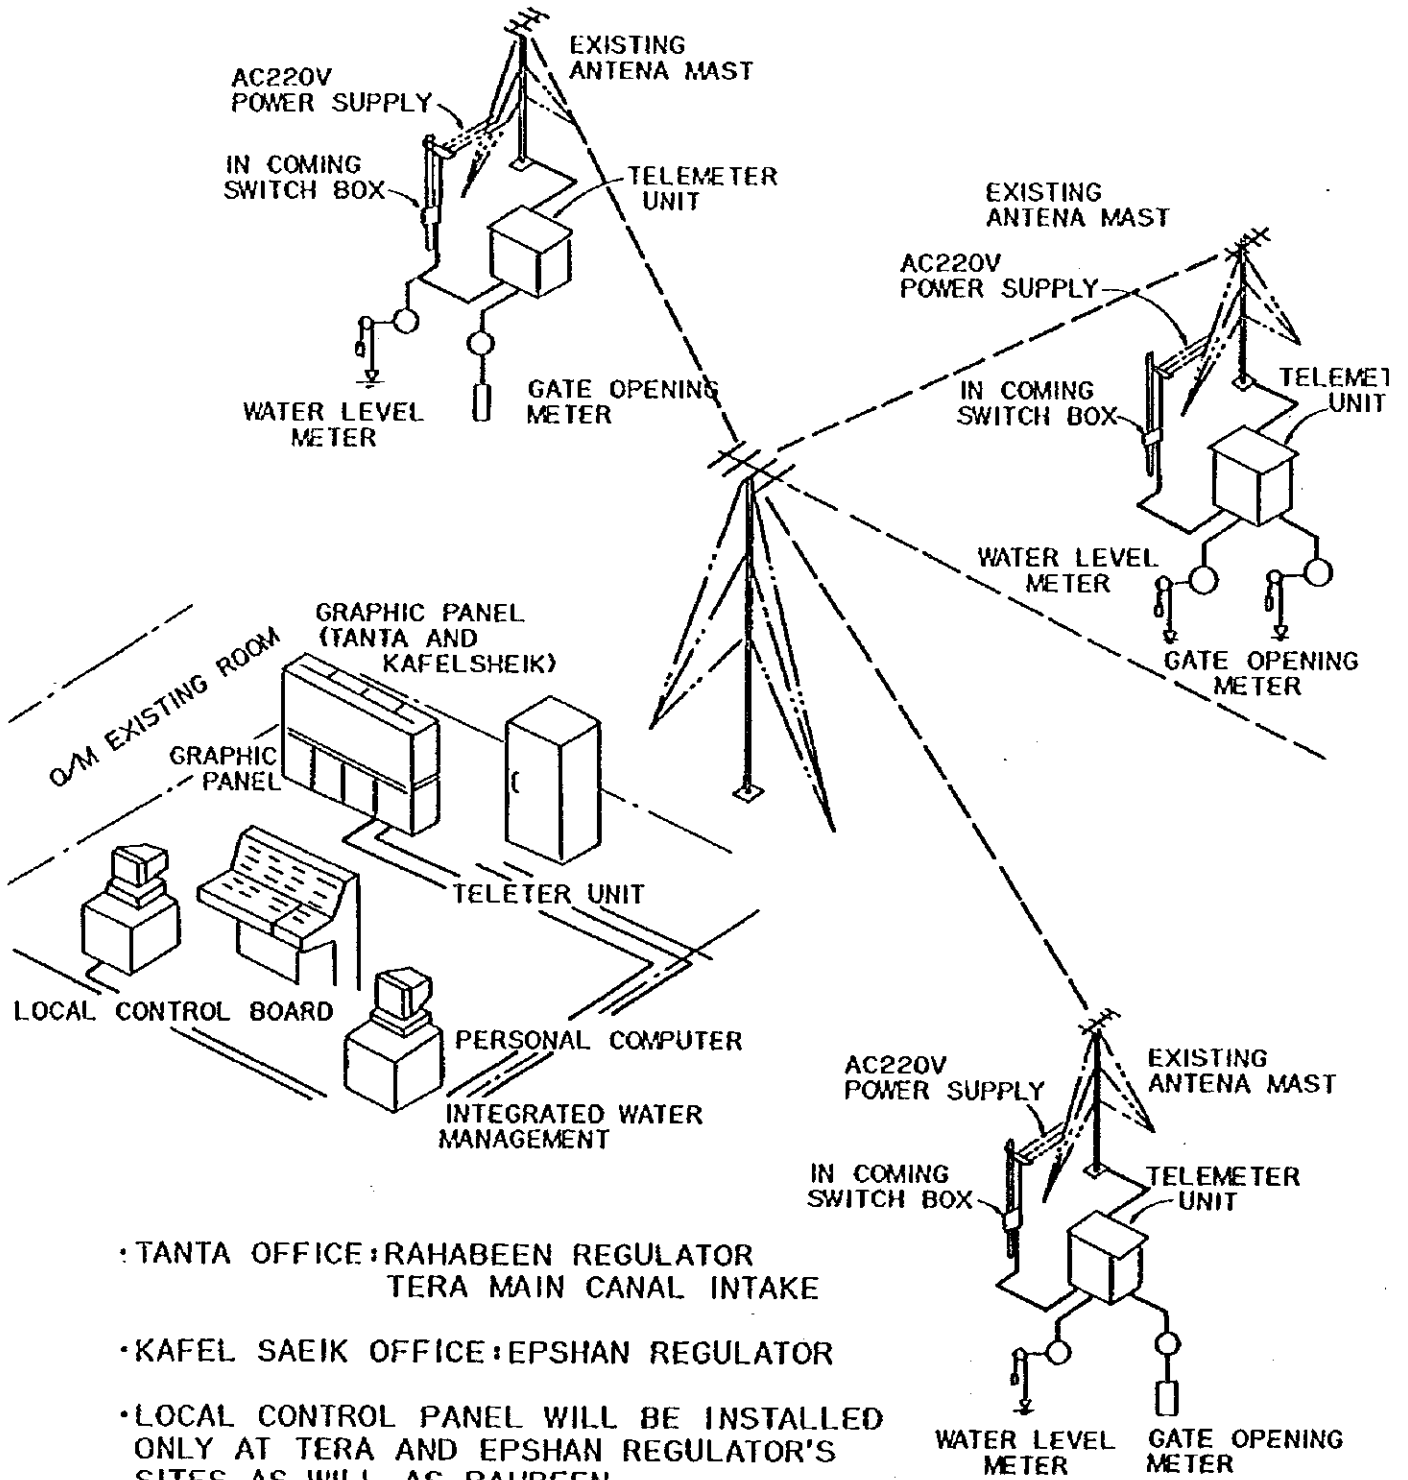 EXISTING
ANTENA MAST
AC220V
POWER SUPPLY
IN COMING
SWITCH BOX
TELEMETER
UNIT
WATER LEVEL
METER
GATE OPENING
METER
EXISTING
ANTENA MAST
AC220V
POWER SUPPLY
IN COMING
SWITCH BOX
TELEMET
UNIT
WATER LEVEL
METER
GATE OPENING
METER
O/M EXISTING ROOM
GRAPHIC PANEL
(TANTA AND
KAFELSHEIK)
GRAPHIC
PANEL
TELETER UNIT
LOCAL CONTROL BOARD
PERSONAL COMPUTER
INTEGRATED WATER
MANAGEMENT
AC220V
POWER SUPPLY
EXISTING
ANTENA MAST
IN COMING
SWITCH BOX
TELEMETER
UNIT
WATER LEVEL
METER
GATE OPENING
METER
·TANTA OFFICE:RAHABEEN REGULATOR
TERA MAIN CANAL INTAKE
·KAFEL SAEIK OFFICE:EPSHAN REGULATOR
·LOCAL CONTROL PANEL WILL BE INSTALLED
ONLY AT TERA AND EPSHAN REGULATOR'S
SITES AS WILL AS RAHBEEN